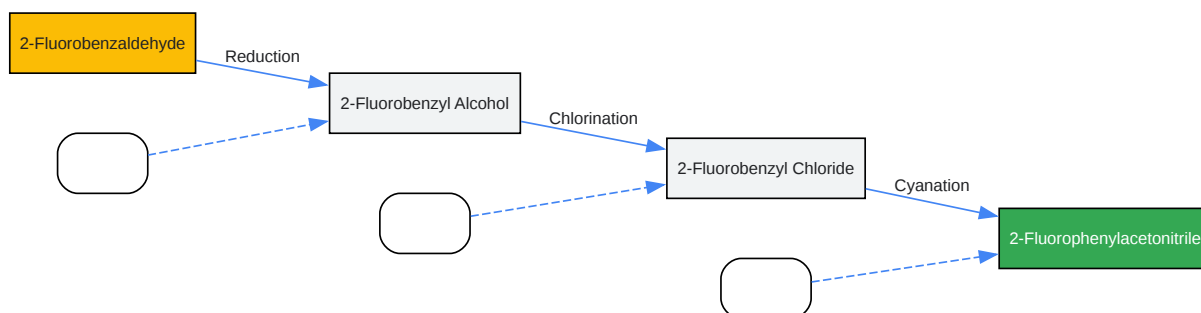 2-Fluorobenzaldehyde
Reduction
2-Fluorobenzyl Alcohol
Chlorination
2-Fluorobenzyl Chloride
Cyanation
2-Fluorophenylacetonitrile